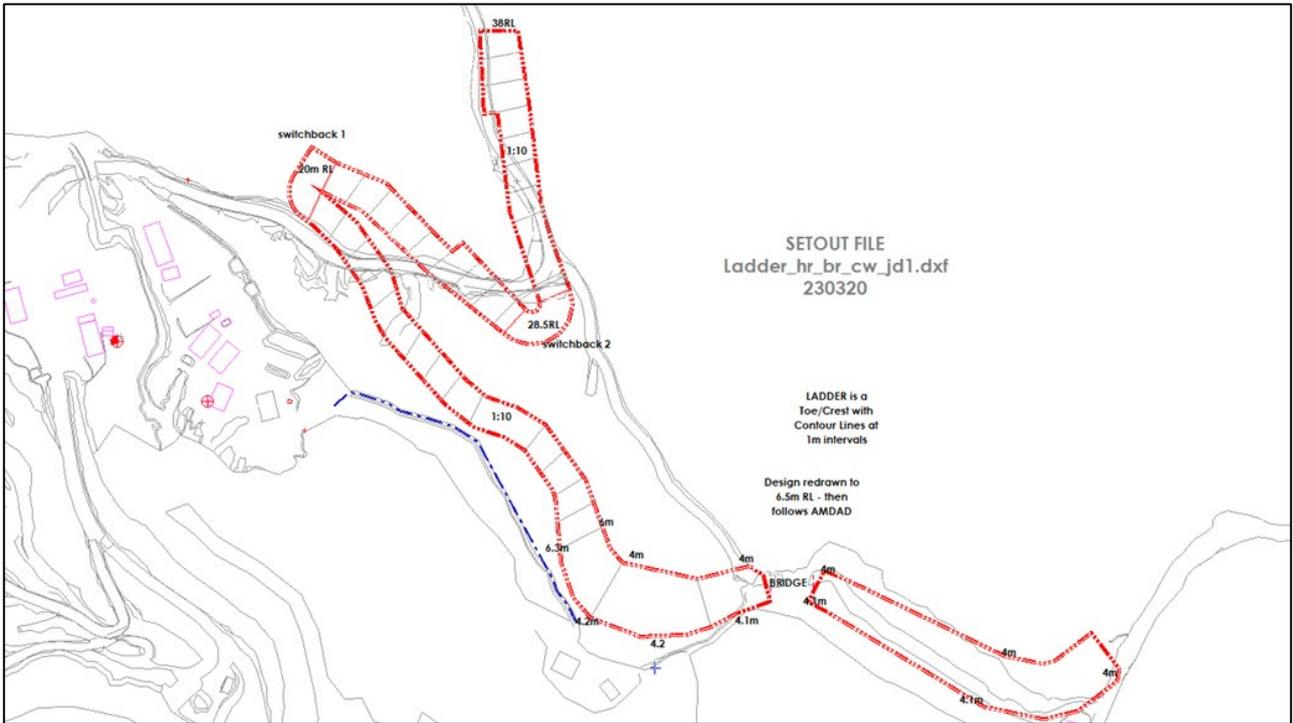 38RL
switchback 1
1:10
20m RL
SETOUT FILE
Ladder_hr_br_cw_jd1.dxf
230320
28.5RL
switchback 2
LADDER is a
Toe/Crest with
Contour Lines at
1m intervals
1:10
Design redrawn to
6.5m RL - then
follows AMDAD
6m
6.3m
4m
4m
BRIDGE
4m
4.1m
4.2m
4.1m
4.2
4m
4m
4.1m